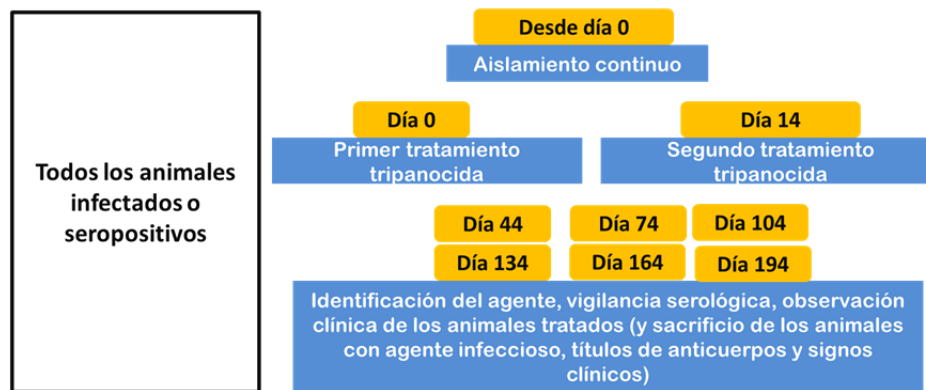 Desde día 0
Aislamiento continuo
Día 0
Día 14
Primer tratamiento
tripanocida
Segundo tratamiento
tripanocida
Todos los animales
infectados o
seropositivos
Día 44
Día 74
Día 104
Día 134
Día 164
Día 194
Identificación del agente, vigilancia serológica, observación
clínica de los animales tratados (y sacrificio de los animales
con agente infeccioso, títulos de anticuerpos y signos
clínicos)